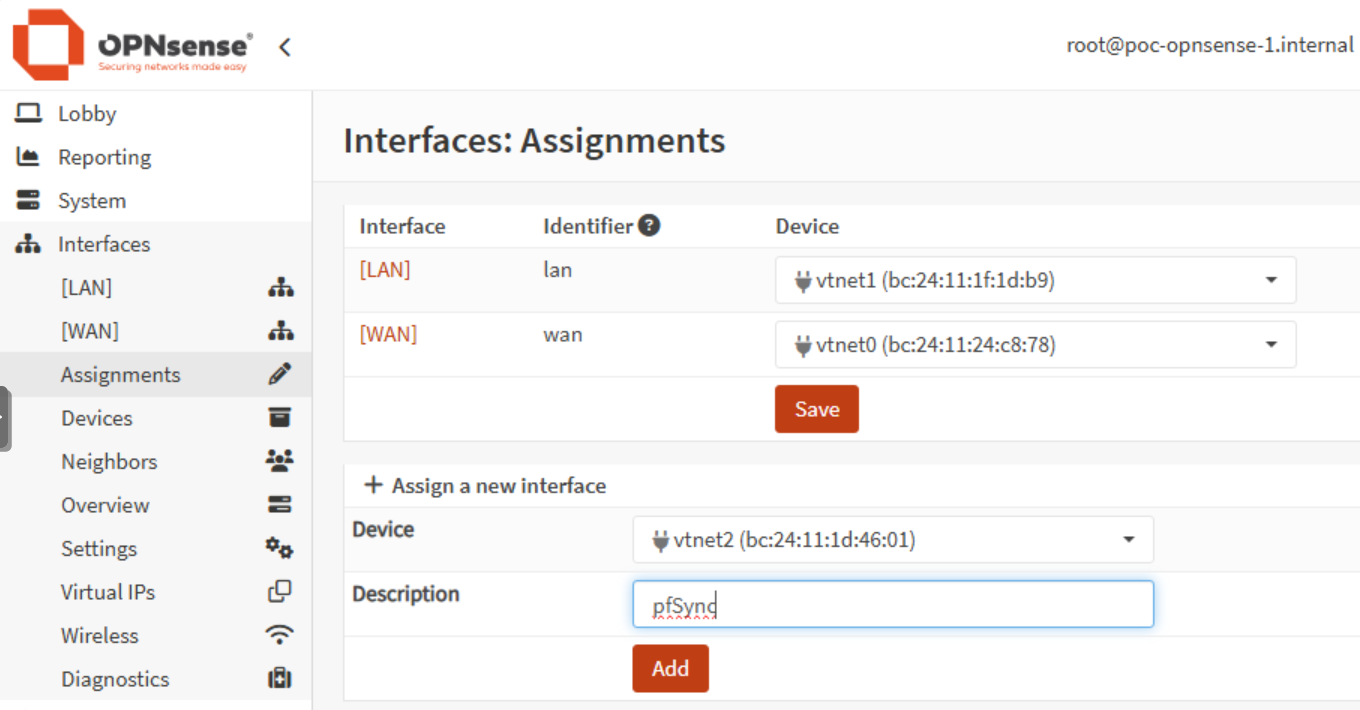 OPNsense®
Securing networks made easy
root@poc-opnsense-1.internal
Lobby
Reporting
System
Interfaces
[LAN]
[WAN]
Assignments
Devices
Neighbors
Overview
Settings
Virtual IPs
Wireless
Diagnostics
Interfaces: Assignments
Interface Identifier ? Device
[LAN] lan vtnet1 (bc:24:11:1f:1d:b9)
[WAN] wan vtnet0 (bc:24:11:24:c8:78)
Save
+ Assign a new interface
Device vtnet2 (bc:24:11:1d:46:01)
Description pfSync
Add